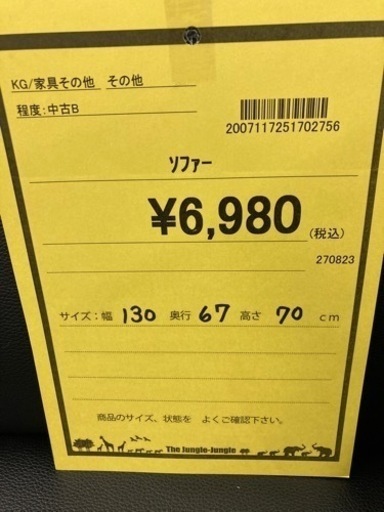 KG/家具その他 その他
程度:中古B
2007117251702756
ｿﾌｧｰ
¥6,980 (税込)
270823
サイズ:幅 130 奥行 67 高さ 70 cm
商品のサイズ、状態を よくご確認下さい。
The Jungle-Jungle